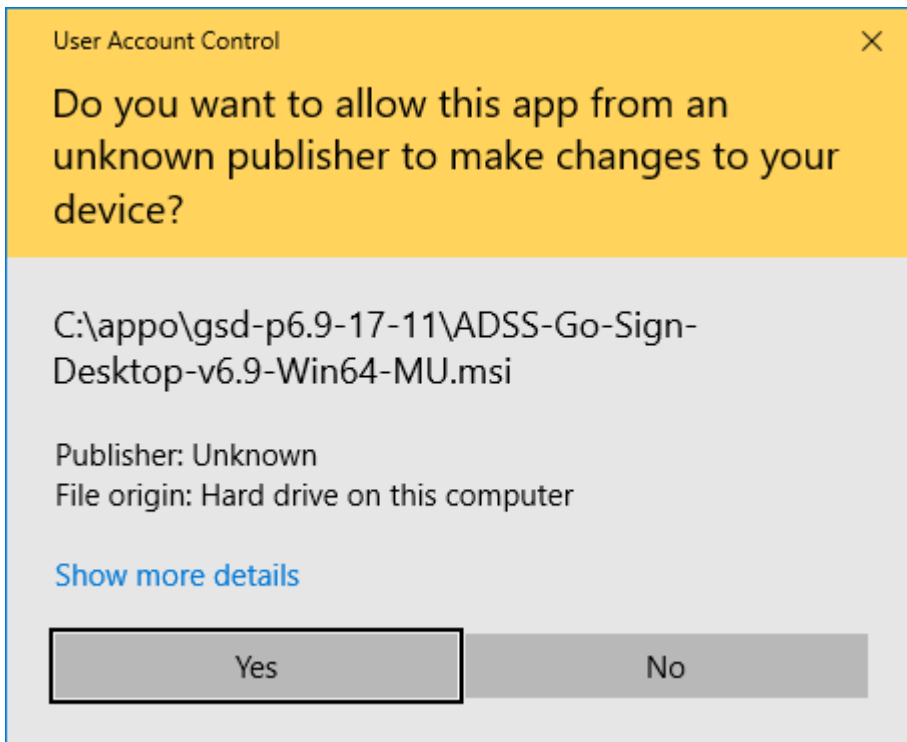 User Account Control
Do you want to allow this app from an
unknown publisher to make changes to your
device?
C:\appo\gsd-p6.9-17-11\ADSS-Go-Sign-
Desktop-v6.9-Win64-MU.msi
Publisher: Unknown
File origin: Hard drive on this computer
Show more details
Yes No